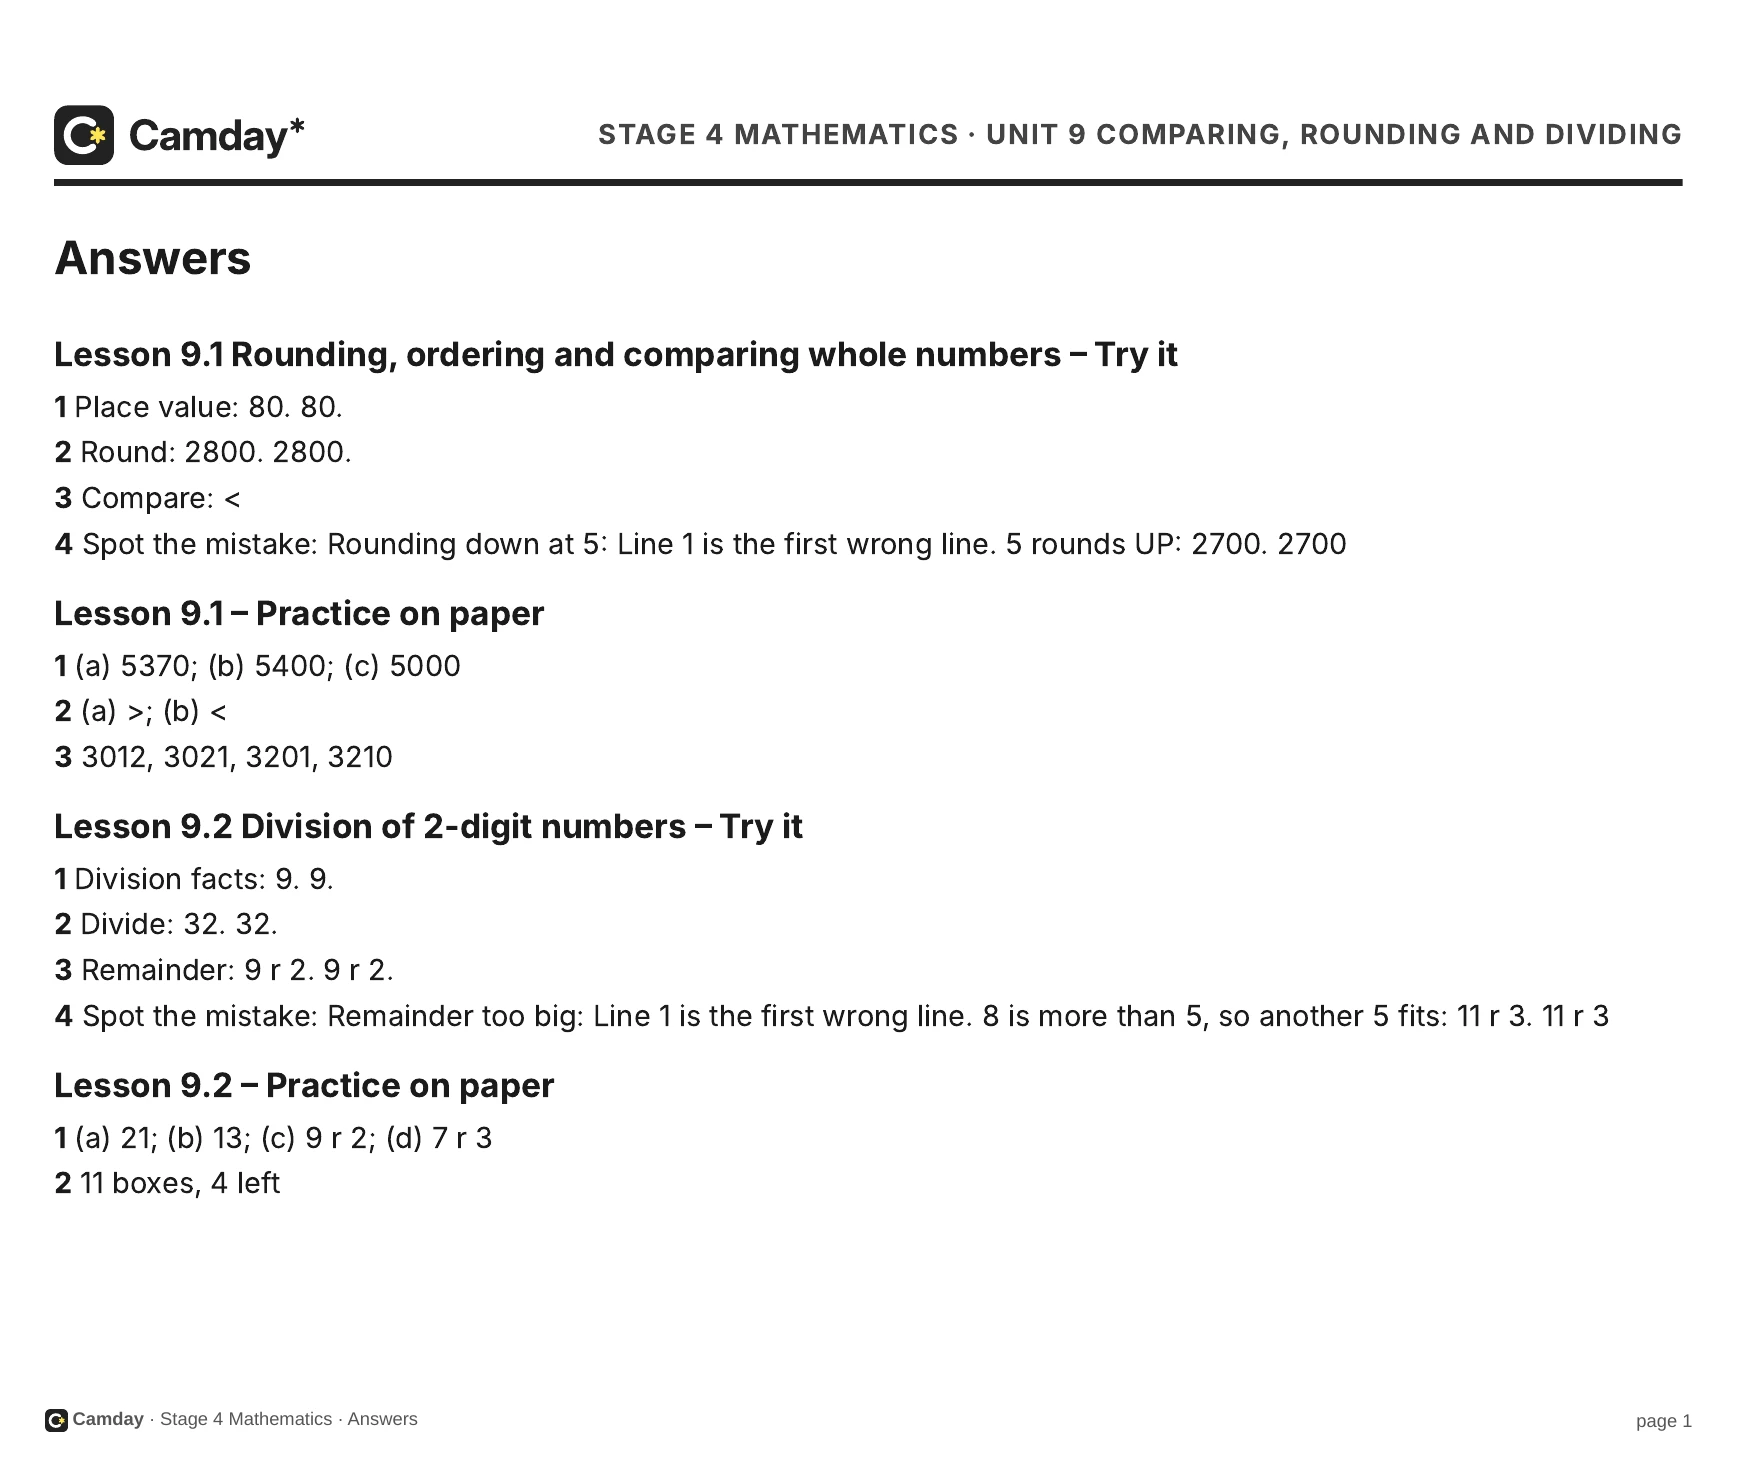 Camday*
STAGE 4 MATHEMATICS · UNIT 9 COMPARING, ROUNDING AND DIVIDING
Answers
Lesson 9.1 Rounding, ordering and comparing whole numbers – Try it
1 Place value: 80. 80.
2 Round: 2800. 2800.
3 Compare: <
4 Spot the mistake: Rounding down at 5: Line 1 is the first wrong line. 5 rounds UP: 2700. 2700
Lesson 9.1 – Practice on paper
1 (a) 5370; (b) 5400; (c) 5000
2 (a) >; (b) <
3 3012, 3021, 3201, 3210
Lesson 9.2 Division of 2-digit numbers – Try it
1 Division facts: 9. 9.
2 Divide: 32. 32.
3 Remainder: 9 r 2. 9 r 2.
4 Spot the mistake: Remainder too big: Line 1 is the first wrong line. 8 is more than 5, so another 5 fits: 11 r 3. 11 r 3
Lesson 9.2 – Practice on paper
1 (a) 21; (b) 13; (c) 9 r 2; (d) 7 r 3
2 11 boxes, 4 left
Camday · Stage 4 Mathematics · Answers
page 1